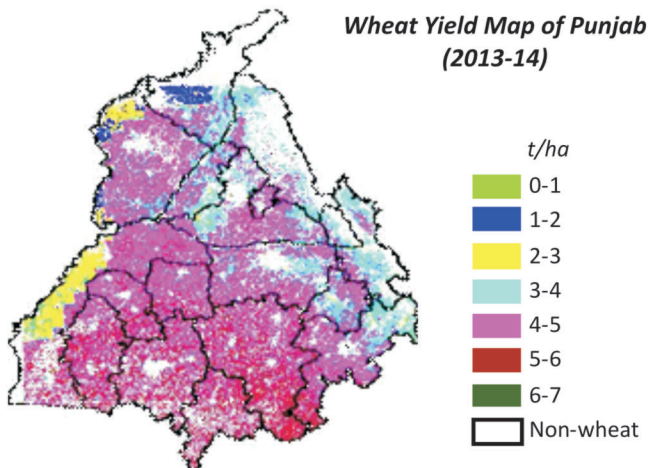 Wheat Yield Map of Punjab
(2013-14)
t/ha
0-1
1-2
2-3
3-4
4-5
5-6
6-7
Non-wheat